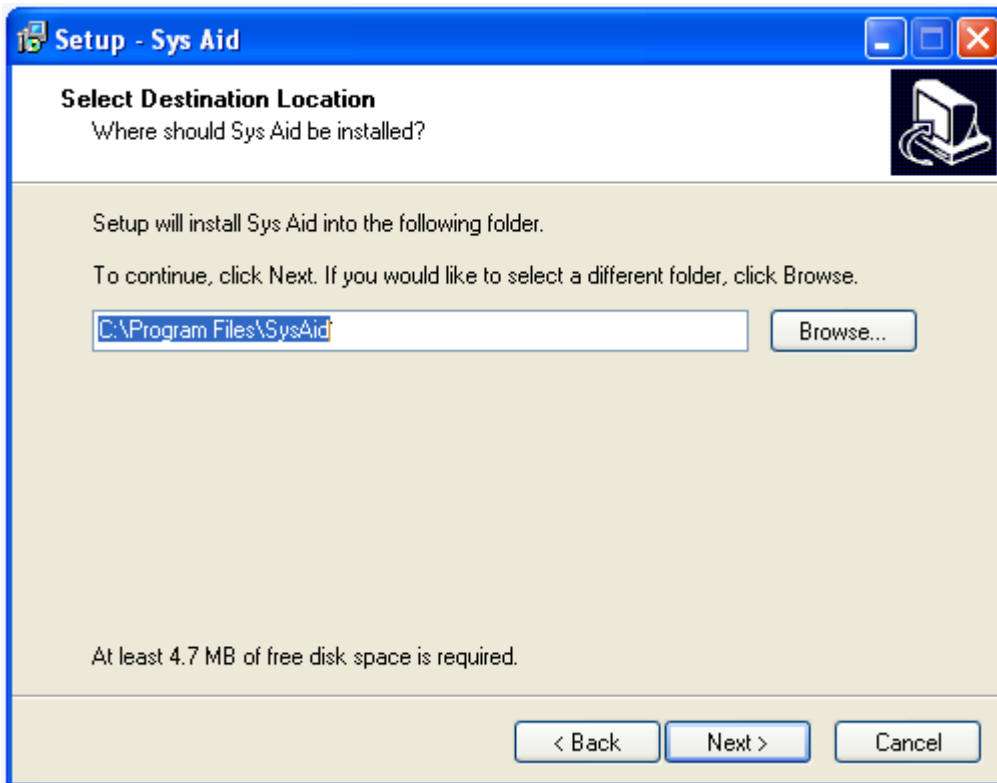 Setup - Sys Aid
Select Destination Location
Where should Sys Aid be installed?
Setup will install Sys Aid into the following folder.
To continue, click Next. If you would like to select a different folder, click Browse.
C:\Program Files\SysAid
Browse...
At least 4.7 MB of free disk space is required.
< Back
Next >
Cancel